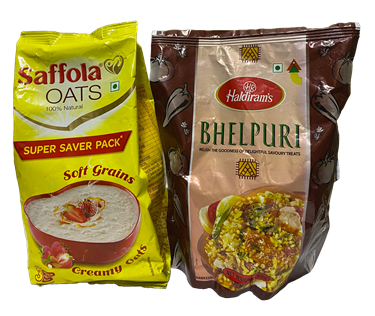 Saffola
OATS
100% Natural
SUPER SAVER PACK*
Soft Grains
Creamy Oats
Haldiram's
BHELPURI
RELISH THE GOODNESS OF DELIGHTFUL SAVOURY TREATS